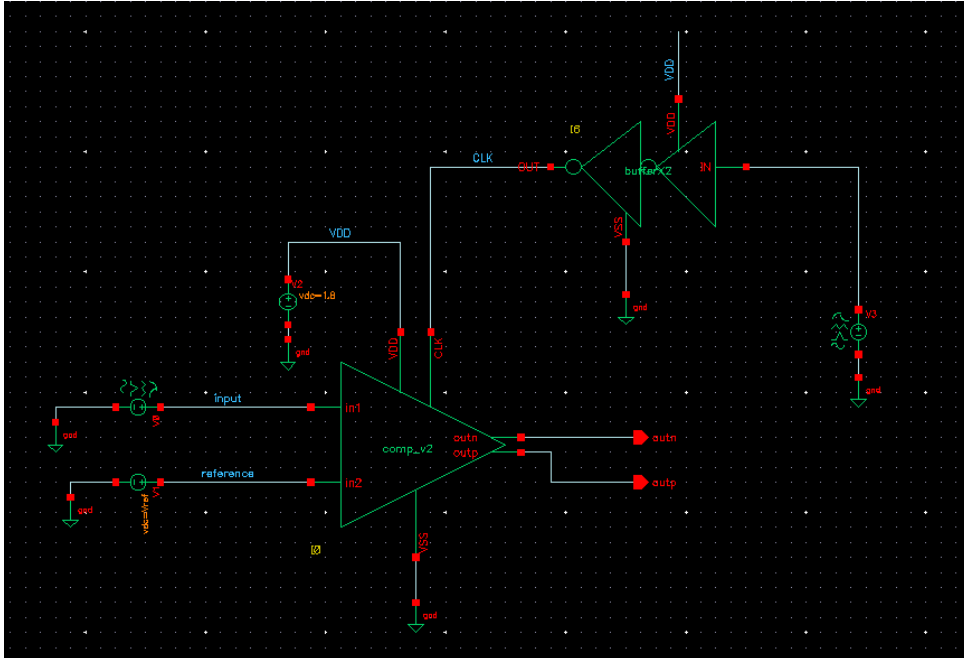 VDD
I6
VDD
CLK
OUT
bufferX2
IN
VSS
VDD
V2
vdc=1.8
gnd
gnd
V3
VDD
CLK
gnd
input
in1
V0
gnd
outn
outn
comp_v2
outp
reference
in2
outp
V1
gnd
vdc=Vref
I0
VSS
gnd